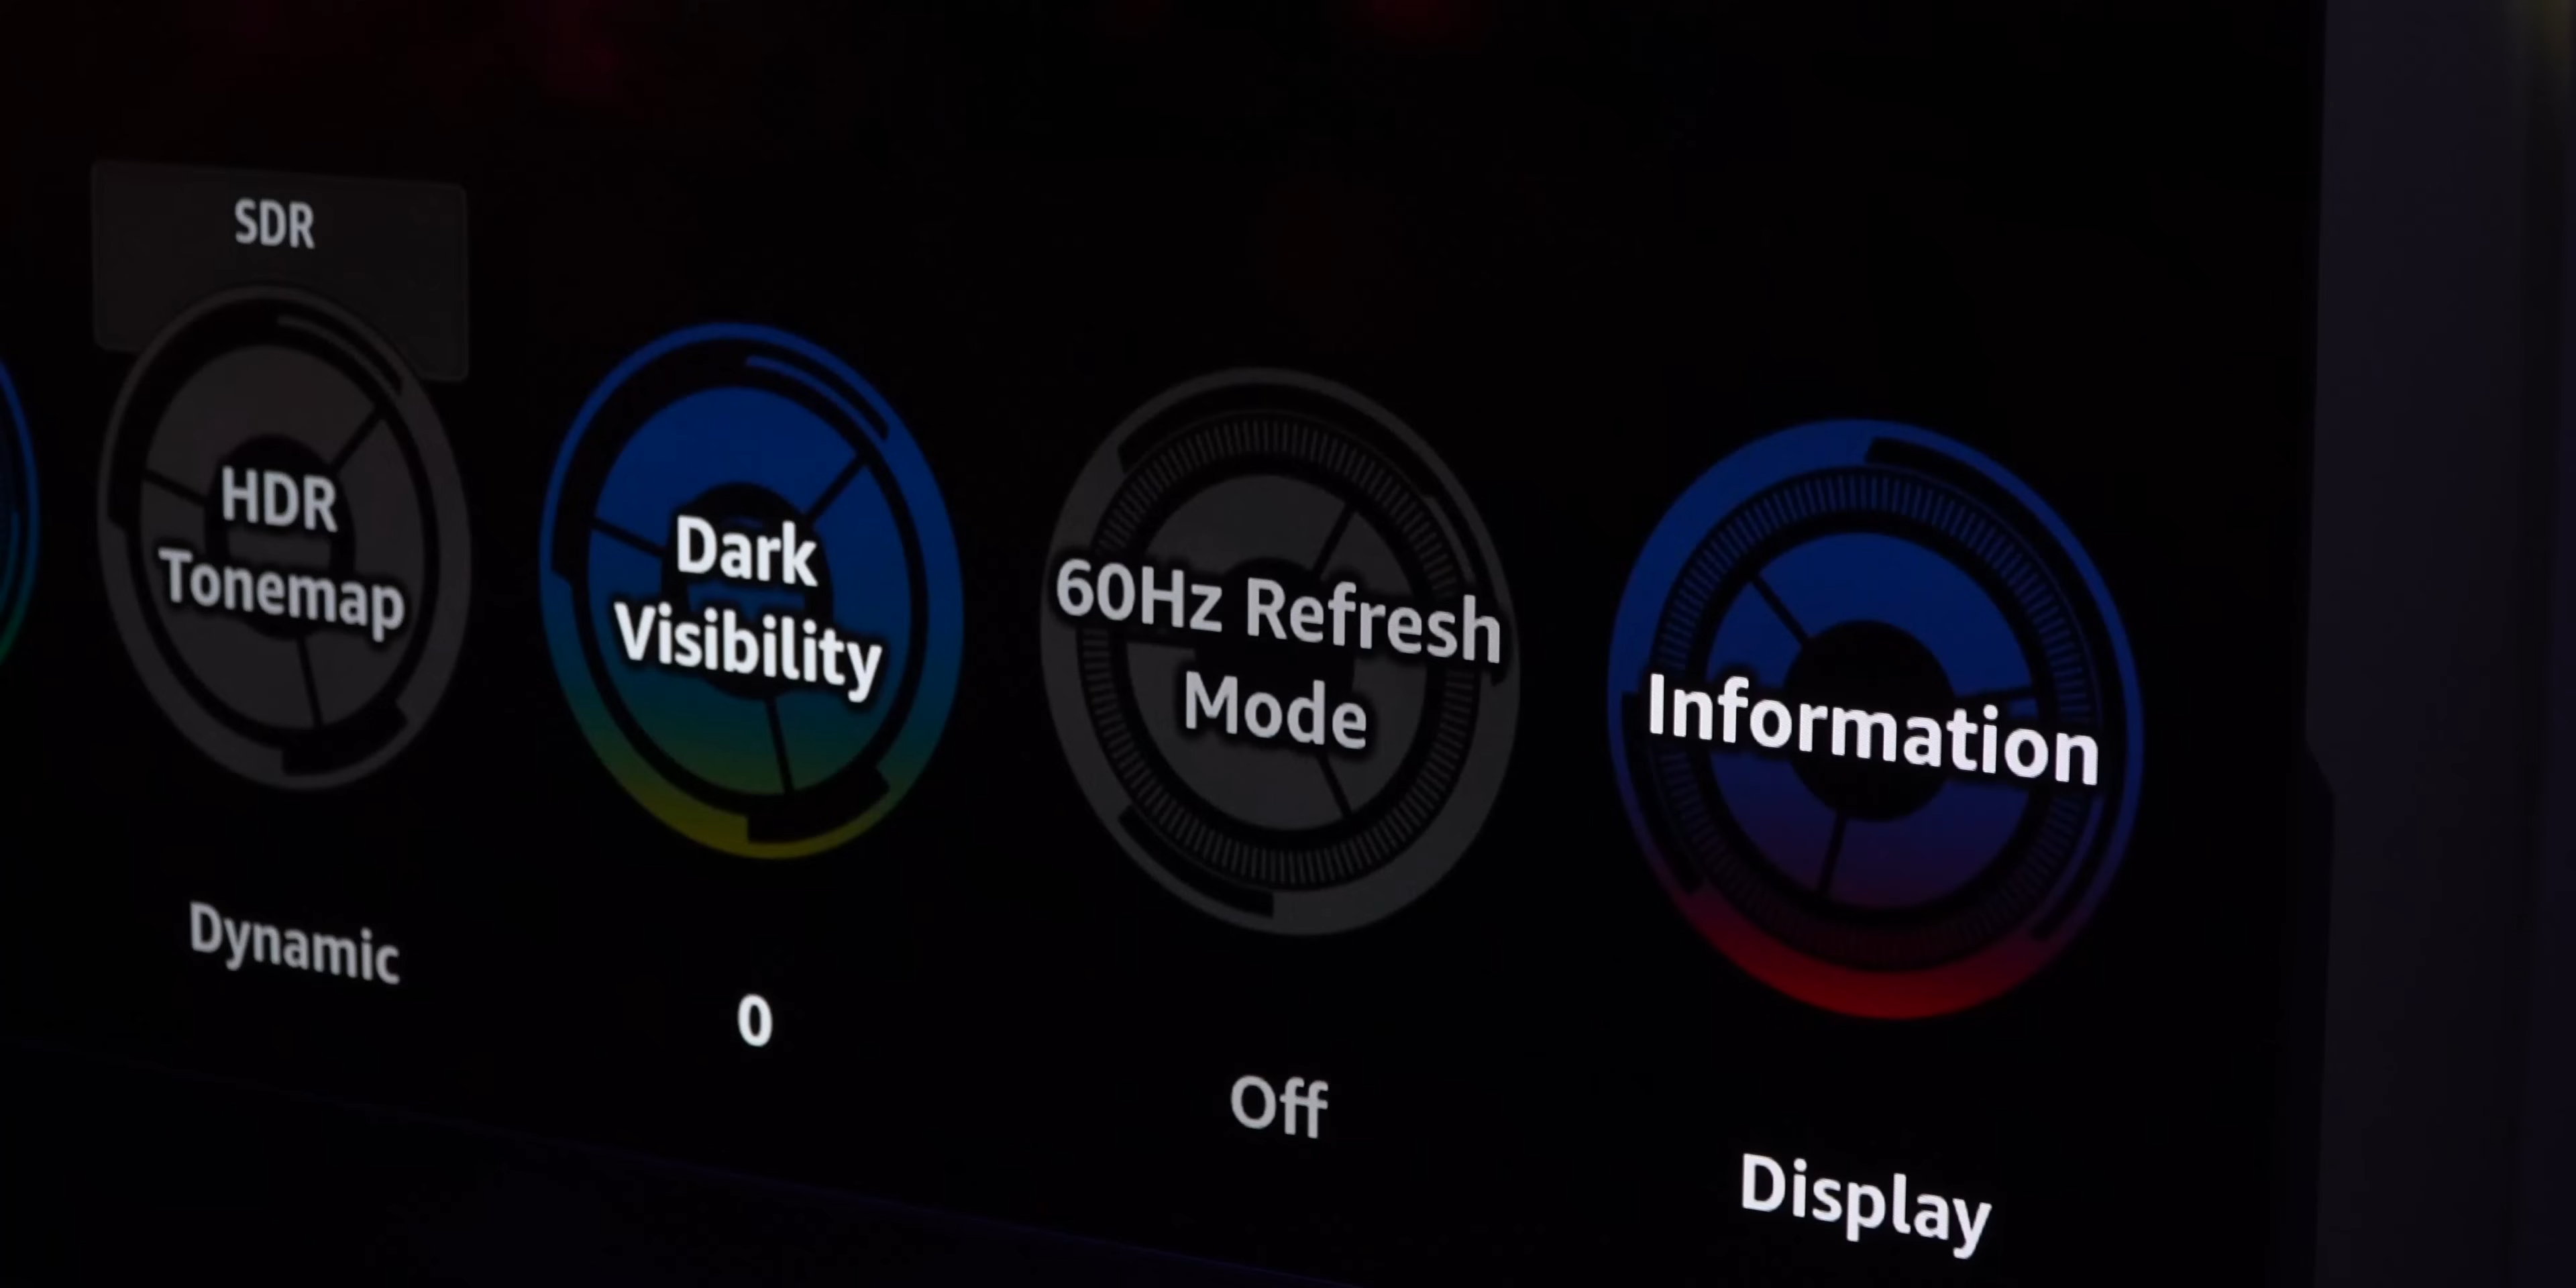 SDR
HDR
Tonemap
Dynamic
Dark
Visibility
0
60Hz Refresh
Mode
Off
Information
Display